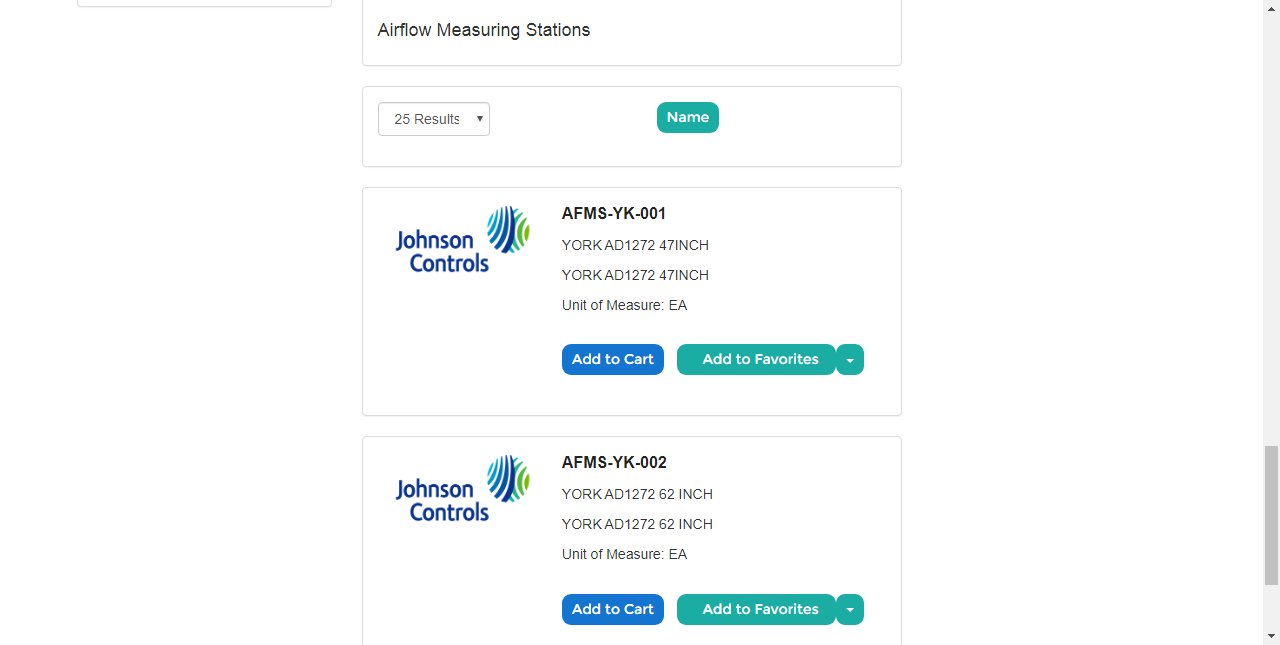 Airflow Measuring Stations
25 Results
Name
Johnson
Controls
AFMS-YK-001
YORK AD1272 47INCH
YORK AD1272 47INCH
Unit of Measure: EA
Add to Cart
Add to Favorites
Johnson
Controls
AFMS-YK-002
YORK AD1272 62 INCH
YORK AD1272 62 INCH
Unit of Measure: EA
Add to Cart
Add to Favorites